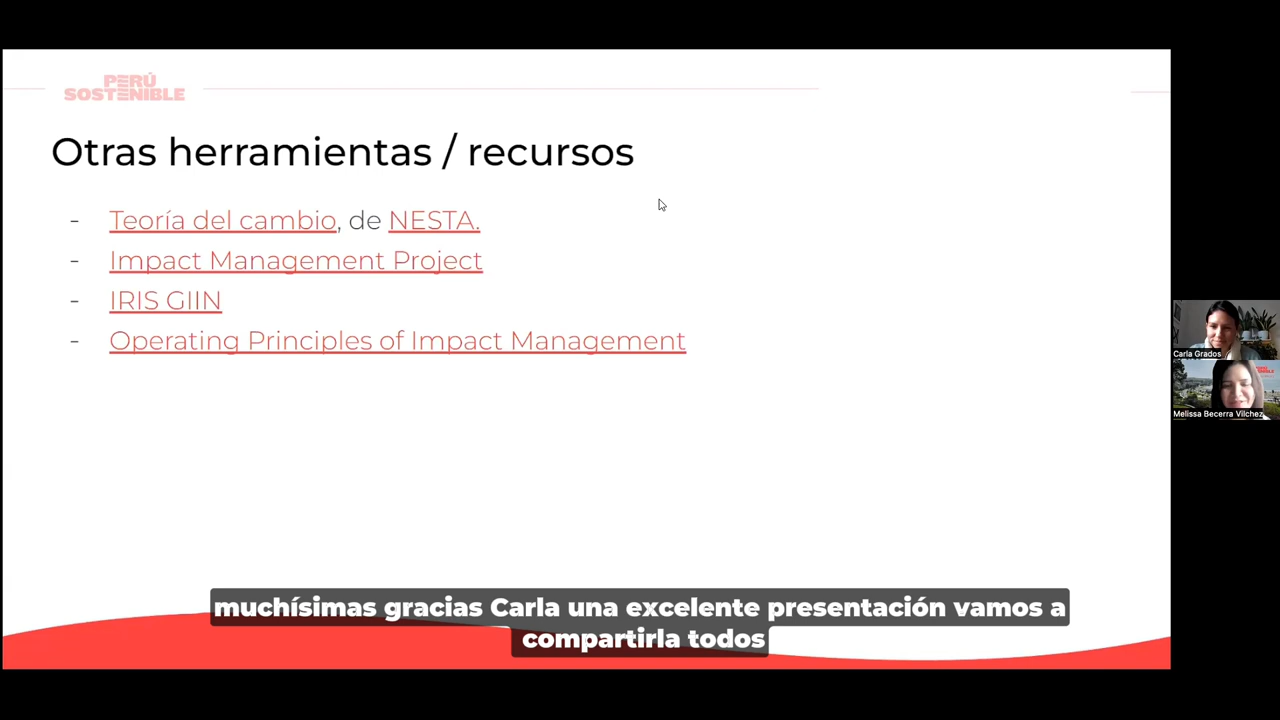 PERÚ
SOSTENIBLE
Otras herramientas / recursos
- Teoría del cambio, de NESTA.
- Impact Management Project
- IRIS GIIN
- Operating Principles of Impact Management
Carla Grados
Melissa Becerra Vilchez
muchísimas gracias Carla una excelente presentación vamos a
compartirla todos